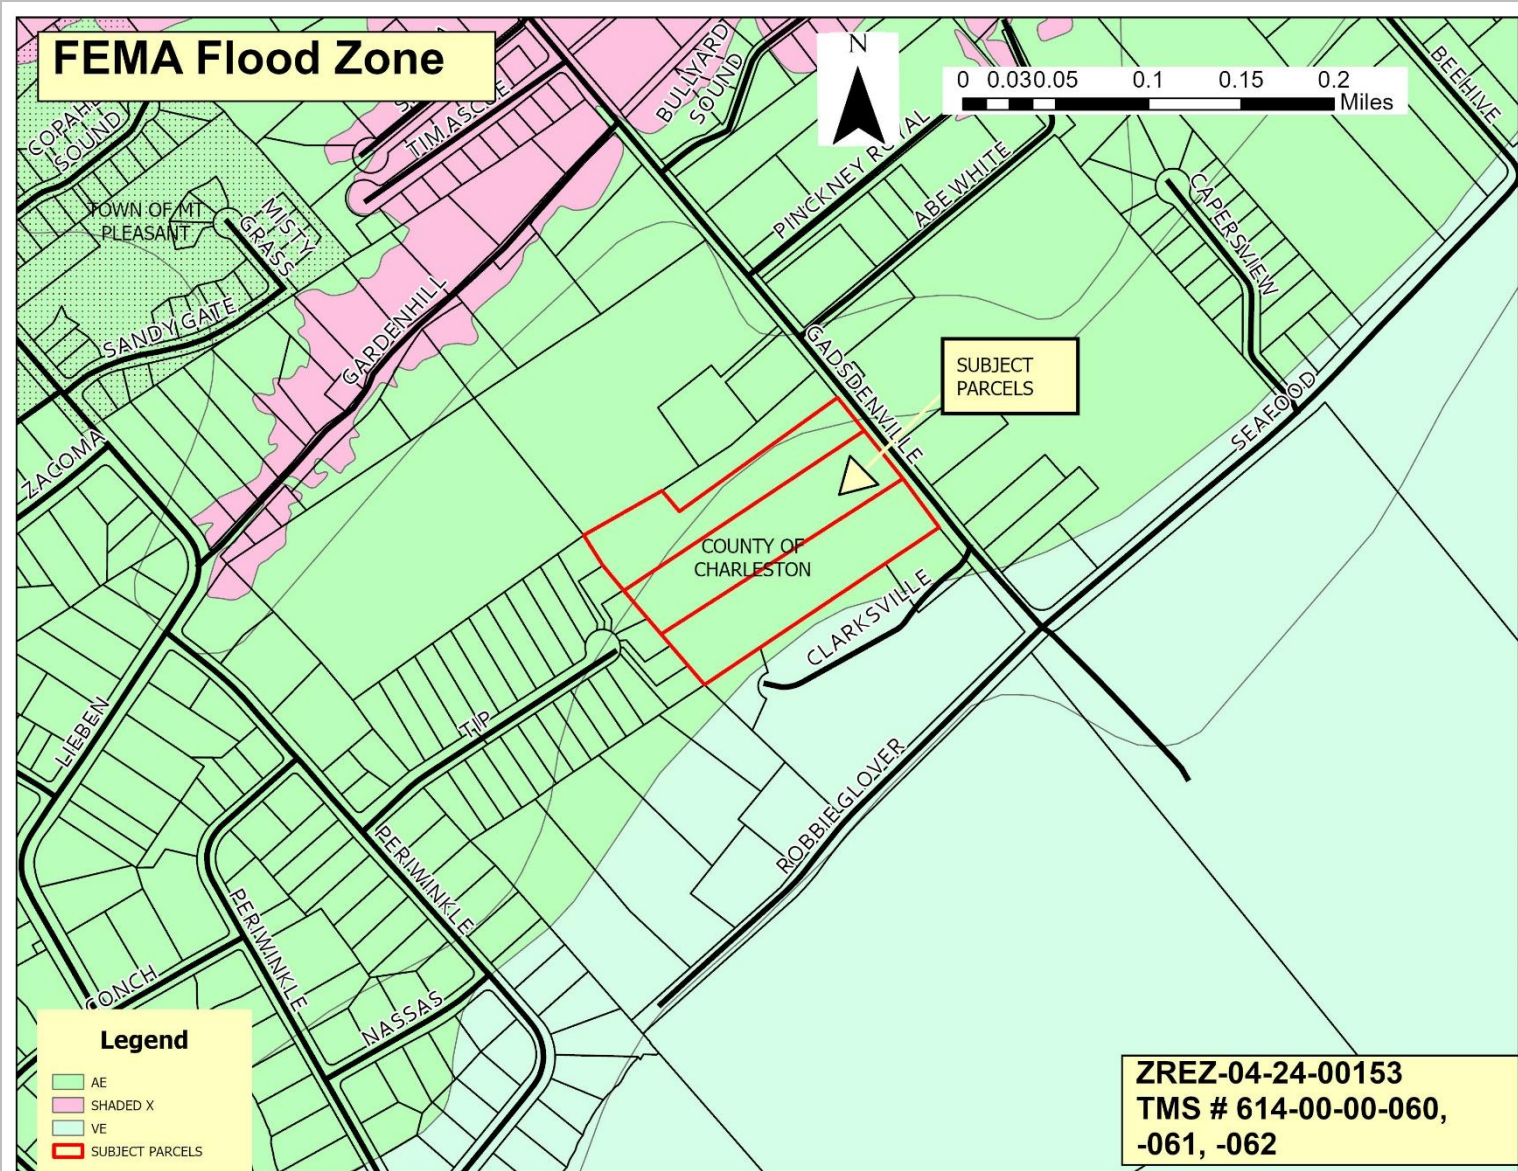 FEMA Flood Zone
N
0 0.03 0.05 0.1 0.15 0.2
Miles
BEEHIVE
BULLYARD
SOUND
TIMASCUE
SOUND
TOWN OF MT
PLEASANT
MISTY
GRASS
PINCKNEY ROYAL
ABE WHITE
CAPERSVIEW
SANDY GATE
GARDENHILL
GADSDENVILLE
SUBJECT
PARCELS
SEAFOOD
ZACOMA
COUNTY OF
CHARLESTON
CLARKSVILLE
LIEBEN
TIP
ROBBIE GLOVER
PERIWINKLE
PERIWINKLE
CONCH
NASSAS
Legend
AE
SHADED X
VE
SUBJECT PARCELS
ZREZ-04-24-00153
TMS # 614-00-00-060,
-061, -062